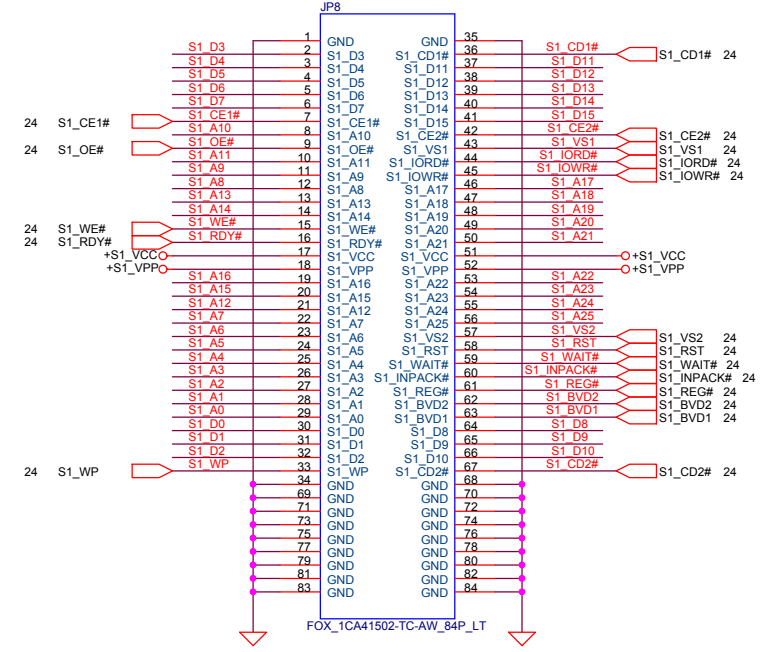 JP8
1 GND GND 35
S1_D3 2 S1_D3 S1_CD1# 36 S1_CD1# S1_CD1# 24
S1_D4 3 S1_D4 S1_D11 37 S1_D11
S1_D5 4 S1_D5 S1_D12 38 S1_D12
S1_D6 5 S1_D6 S1_D13 39 S1_D13
S1_D7 6 S1_D7 S1_D14 40 S1_D14
24 S1_CE1# S1_CE1# 7 S1_CE1# S1_D15 41 S1_D15
S1_A10 8 S1_A10 S1_CE2# 42 S1_CE2# S1_CE2# 24
24 S1_OE# S1_OE# 9 S1_OE# S1_VS1 43 S1_VS1 S1_VS1 24
S1_A11 10 S1_A11 S1_IORD# 44 S1_IORD# S1_IORD# 24
S1_A9 11 S1_A9 S1_IOWR# 45 S1_IOWR# S1_IOWR# 24
S1_A8 12 S1_A8 S1_A17 46 S1_A17
S1_A13 13 S1_A13 S1_A18 47 S1_A18
S1_A14 14 S1_A14 S1_A19 48 S1_A19
24 S1_WE# S1_WE# 15 S1_WE# S1_A20 49 S1_A20
24 S1_RDY# S1_RDY# 16 S1_RDY# S1_A21 50 S1_A21
+S1_VCC 17 S1_VCC S1_VCC 51 +S1_VCC
+S1_VPP 18 S1_VPP S1_VPP 52 +S1_VPP
S1_A16 19 S1_A16 S1_A22 53 S1_A22
S1_A15 20 S1_A15 S1_A23 54 S1_A23
S1_A12 21 S1_A12 S1_A24 55 S1_A24
S1_A7 22 S1_A7 S1_A25 56 S1_A25
S1_A6 23 S1_A6 S1_VS2 57 S1_VS2 S1_VS2 24
S1_A5 24 S1_A5 S1_RST 58 S1_RST S1_RST 24
S1_A4 25 S1_A4 S1_WAIT# 59 S1_WAIT# S1_WAIT# 24
S1_A3 26 S1_A3 S1_INPACK# 60 S1_INPACK# S1_INPACK# 24
S1_A2 27 S1_A2 S1_REG# 61 S1_REG# S1_REG# 24
S1_A1 28 S1_A1 S1_BVD2 62 S1_BVD2 S1_BVD2 24
S1_A0 29 S1_A0 S1_BVD1 63 S1_BVD1 S1_BVD1 24
S1_D0 30 S1_D0 S1_D8 64 S1_D8
S1_D1 31 S1_D1 S1_D9 65 S1_D9
S1_D2 32 S1_D2 S1_D10 66 S1_D10
24 S1_WP S1_WP 33 S1_WP S1_CD2# 67 S1_CD2# S1_CD2# 24
34 GND GND 68
69 GND GND 70
71 GND GND 72
73 GND GND 74
75 GND GND 76
77 GND GND 78
79 GND GND 80
81 GND GND 82
83 GND GND 84
FOX_1CA41502-TC-AW_84P_LT